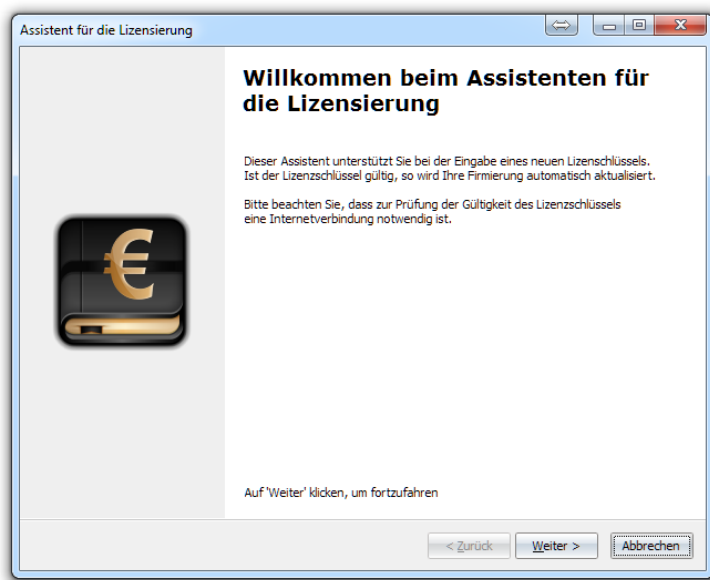 Assistent für die Lizensierung
Willkommen beim Assistenten für
die Lizensierung
Dieser Assistent unterstützt Sie bei der Eingabe eines neuen Lizenschlüssels.
Ist der Lizenzschlüssel gültig, so wird Ihre Firmierung automatisch aktualisiert.
Bitte beachten Sie, dass zur Prüfung der Gültigkeit des Lizenzschlüssels
eine Internetverbindung notwendig ist.
€
Auf 'Weiter' klicken, um fortzufahren
< Zurück Weiter > Abbrechen